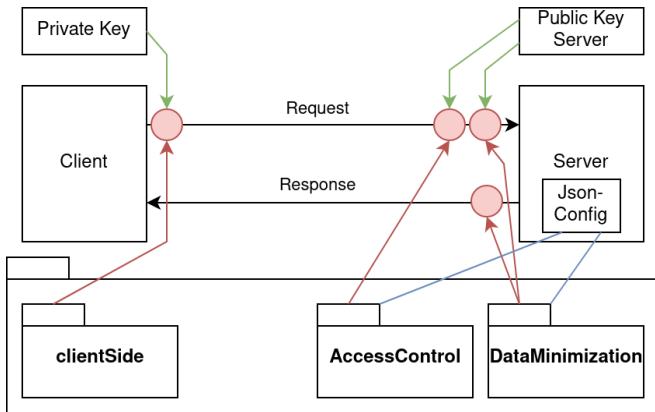 Private Key
Public Key
Server
Request
Client
Server
Response
Json-
Config
clientSide
AccessControl
DataMinimization